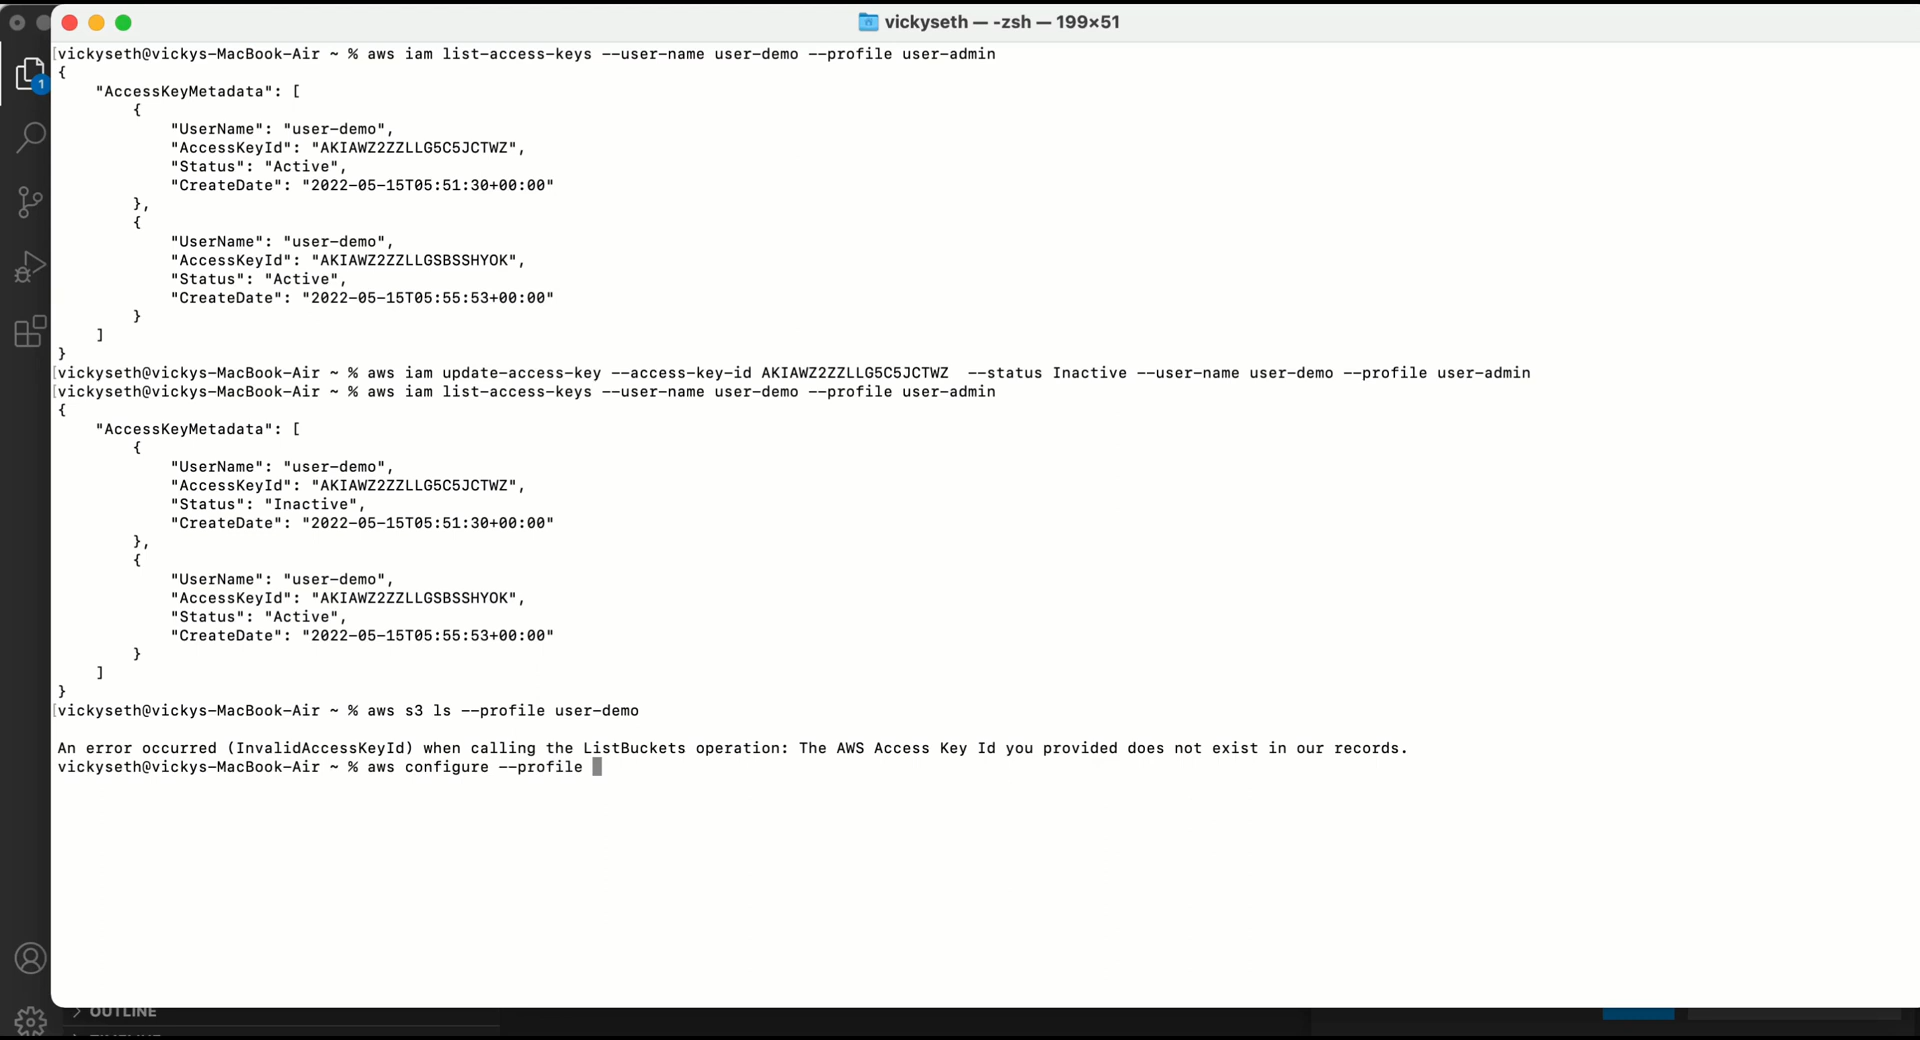 vickyseth — -zsh — 199×51
[vickyseth@vickys-MacBook-Air ~ % aws iam list-access-keys --user-name user-demo --profile user-admin
{
    "AccessKeyMetadata": [
        {
            "UserName": "user-demo",
            "AccessKeyId": "AKIAWZ2ZZLLG5C5JCTWZ",
            "Status": "Active",
            "CreateDate": "2022-05-15T05:51:30+00:00"
        },
        {
            "UserName": "user-demo",
            "AccessKeyId": "AKIAWZ2ZZLLGSBSSHYOK",
            "Status": "Active",
            "CreateDate": "2022-05-15T05:55:53+00:00"
        }
    ]
}
[vickyseth@vickys-MacBook-Air ~ % aws iam update-access-key --access-key-id AKIAWZ2ZZLLG5C5JCTWZ  --status Inactive --user-name user-demo --profile user-admin
[vickyseth@vickys-MacBook-Air ~ % aws iam list-access-keys --user-name user-demo --profile user-admin
{
    "AccessKeyMetadata": [
        {
            "UserName": "user-demo",
            "AccessKeyId": "AKIAWZ2ZZLLG5C5JCTWZ",
            "Status": "Inactive",
            "CreateDate": "2022-05-15T05:51:30+00:00"
        },
        {
            "UserName": "user-demo",
            "AccessKeyId": "AKIAWZ2ZZLLGSBSSHYOK",
            "Status": "Active",
            "CreateDate": "2022-05-15T05:55:53+00:00"
        }
    ]
}
[vickyseth@vickys-MacBook-Air ~ % aws s3 ls --profile user-demo
An error occurred (InvalidAccessKeyId) when calling the ListBuckets operation: The AWS Access Key Id you provided does not exist in our records.
vickyseth@vickys-MacBook-Air ~ % aws configure --profile
1
OUTLINE